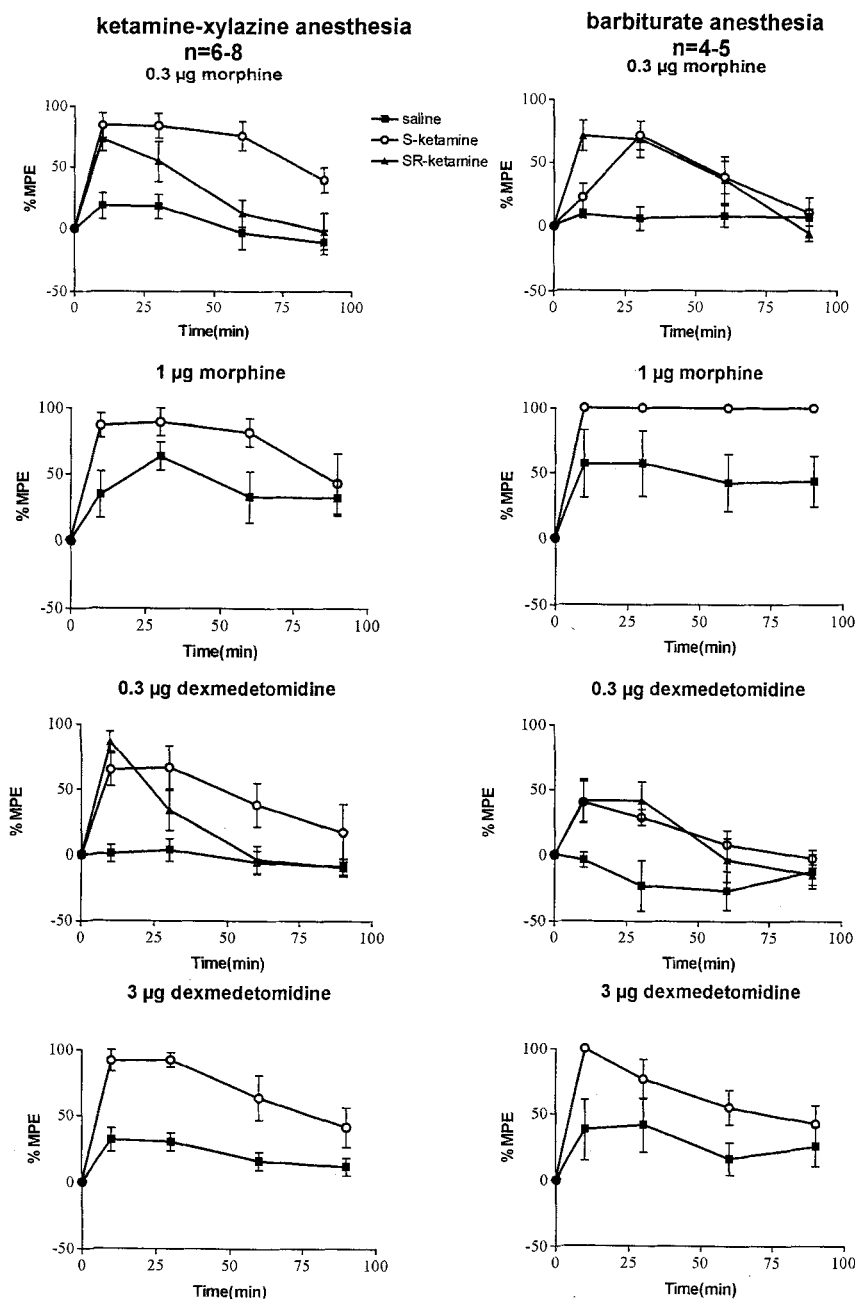 ketamine-xylazine anesthesia
n=6-8
0.3 µg morphine
100
50
0
-50
% MPE
0 25 50 75 100
Time(min)
saline
S-ketamine
SR-ketamine
barbiturate anesthesia
n=4-5
0.3 µg morphine
100
50
0
-50
% MPE
0 25 50 75 100
Time(min)
1 µg morphine
100
50
0
-50
% MPE
0 25 50 75 100
Time(min)
1 µg morphine
100
50
0
-50
% MPE
0 25 50 75 100
Time(min)
0.3 µg dexmedetomidine
100
50
0
-50
% MPE
0 25 50 75 100
Time(min)
0.3 µg dexmedetomidine
100
50
0
-50
% MPE
0 25 50 75 100
Time(min)
3 µg dexmedetomidine
100
50
0
-50
% MPE
0 25 50 75 100
Time(min)
3 µg dexmedetomidine
100
50
0
-50
% MPE
0 25 50 75 100
Time(min)